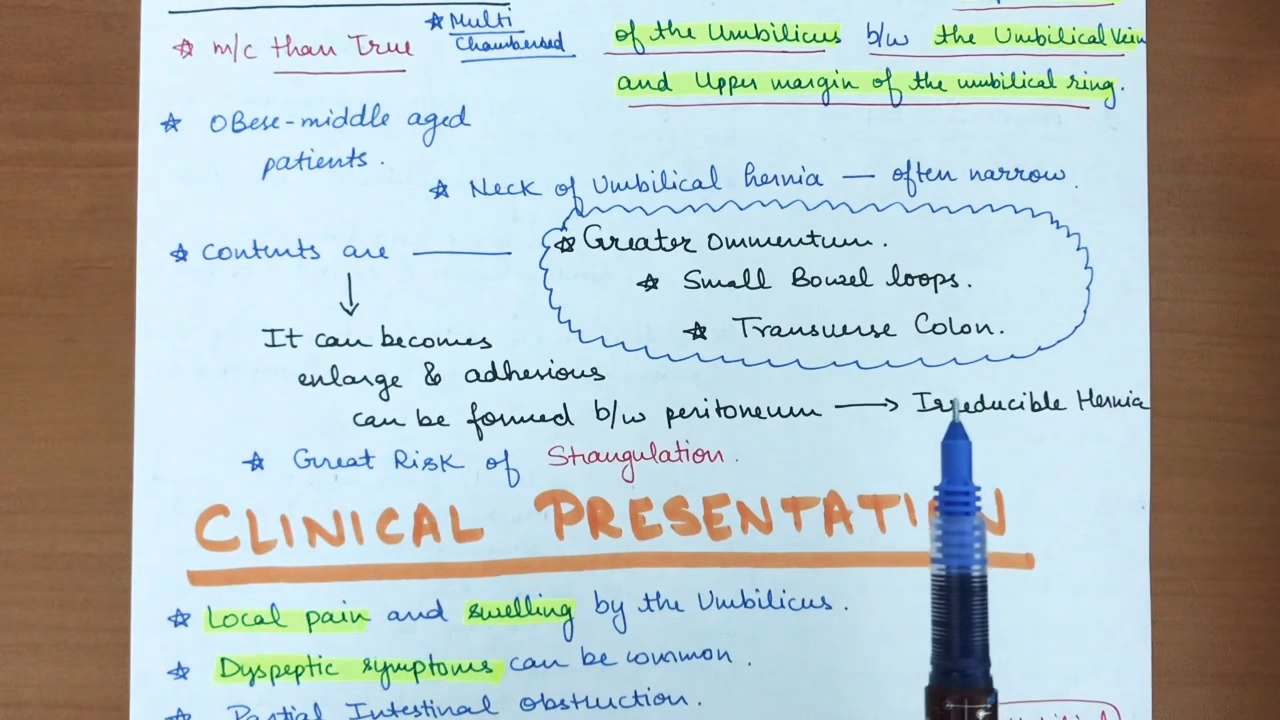 ☆ m/c than True
☆ Multi
Chambersed
of the Umbilicus b/w the Umbilical Vein
and Upper margin of the umbilical ring.
☆ OBese-middle aged
patients.
☆ Neck of Umbilical hernia — often narrow.
☆ contents are
☆ Greater Ommentum.
☆ Small Bowel loops.
☆ Transverse Colon.
It can becomes
enlarge & adhesious
can be formed b/w peritoneum → Irreducible Hernia
☆ Great Risk of Strangulation.
CLINICAL PRESENTATION
☆ Local pain and swelling by the Umbilicus.
☆ Dyspeptic symptoms can be common.
☆ Partial Intestinal Obstruction.